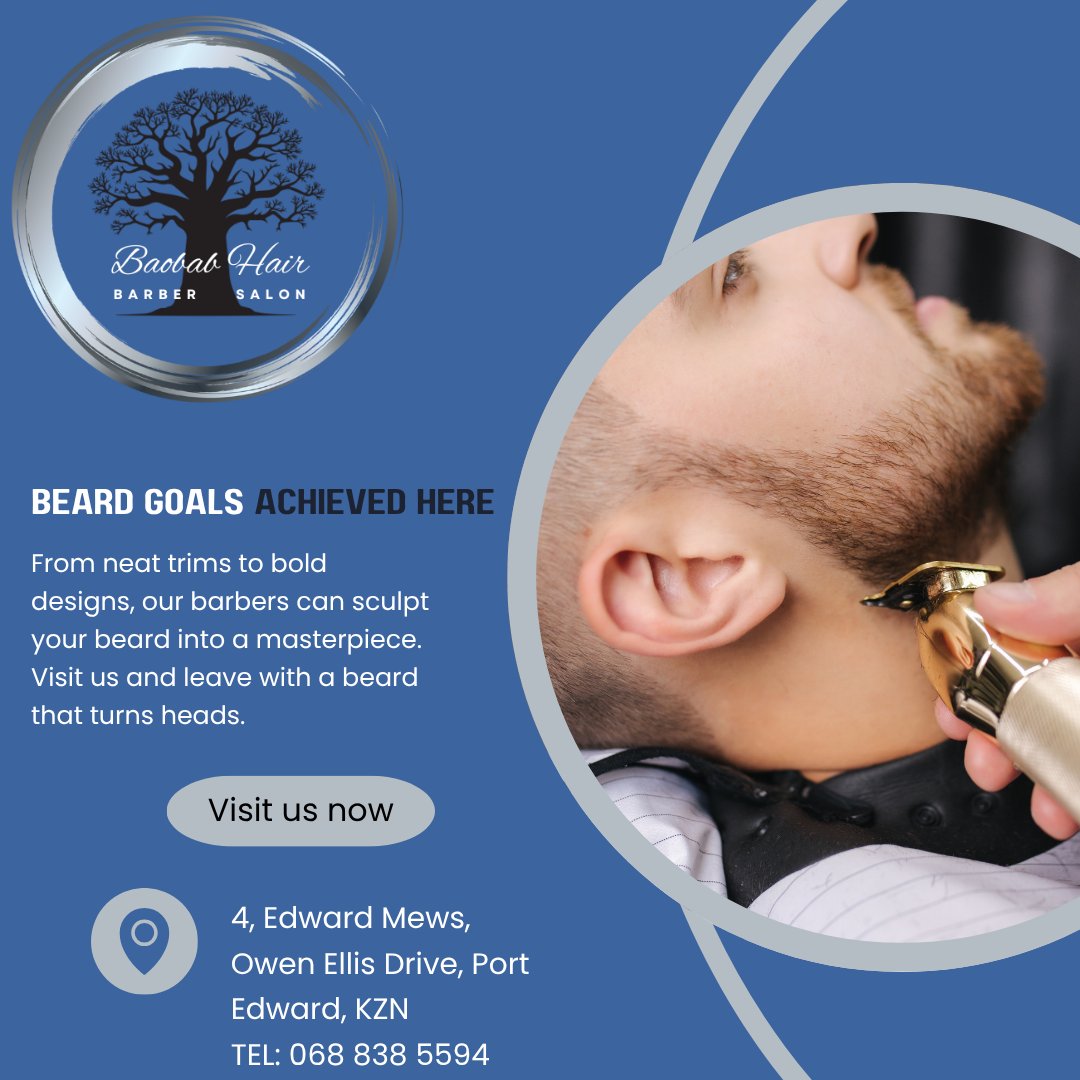 Baobab Hair
BARBER SALON
BEARD GOALS ACHIEVED HERE
From neat trims to bold
designs, our barbers can sculpt
your beard into a masterpiece.
Visit us and leave with a beard
that turns heads.
Visit us now
4, Edward Mews,
Owen Ellis Drive, Port
Edward, KZN
TEL: 068 838 5594